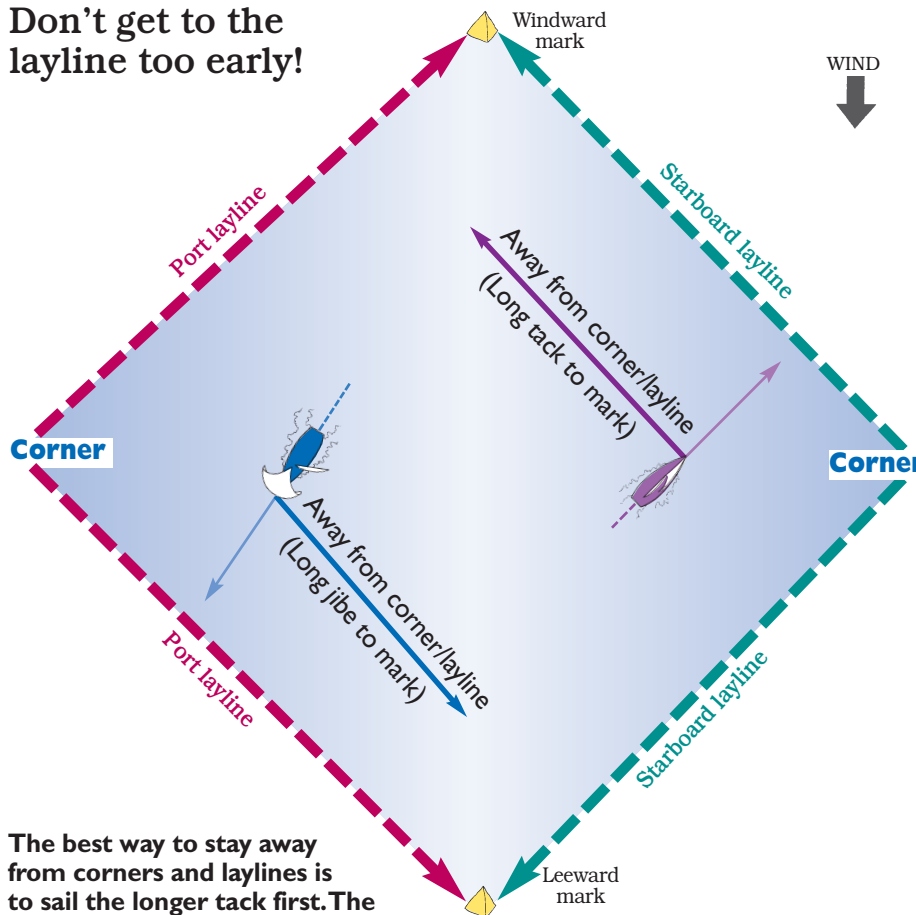 Don’t get to the
layline too early!
Windward
mark
WIND
Port layline
Starboard layline
Away from corner/layline
(Long tack to mark)
Corner
Corner
Away from corner/layline
(Long jibe to mark)
Port layline
Starboard layline
The best way to stay away
from corners and laylines is
to sail the longer tack first. The
Leeward
mark